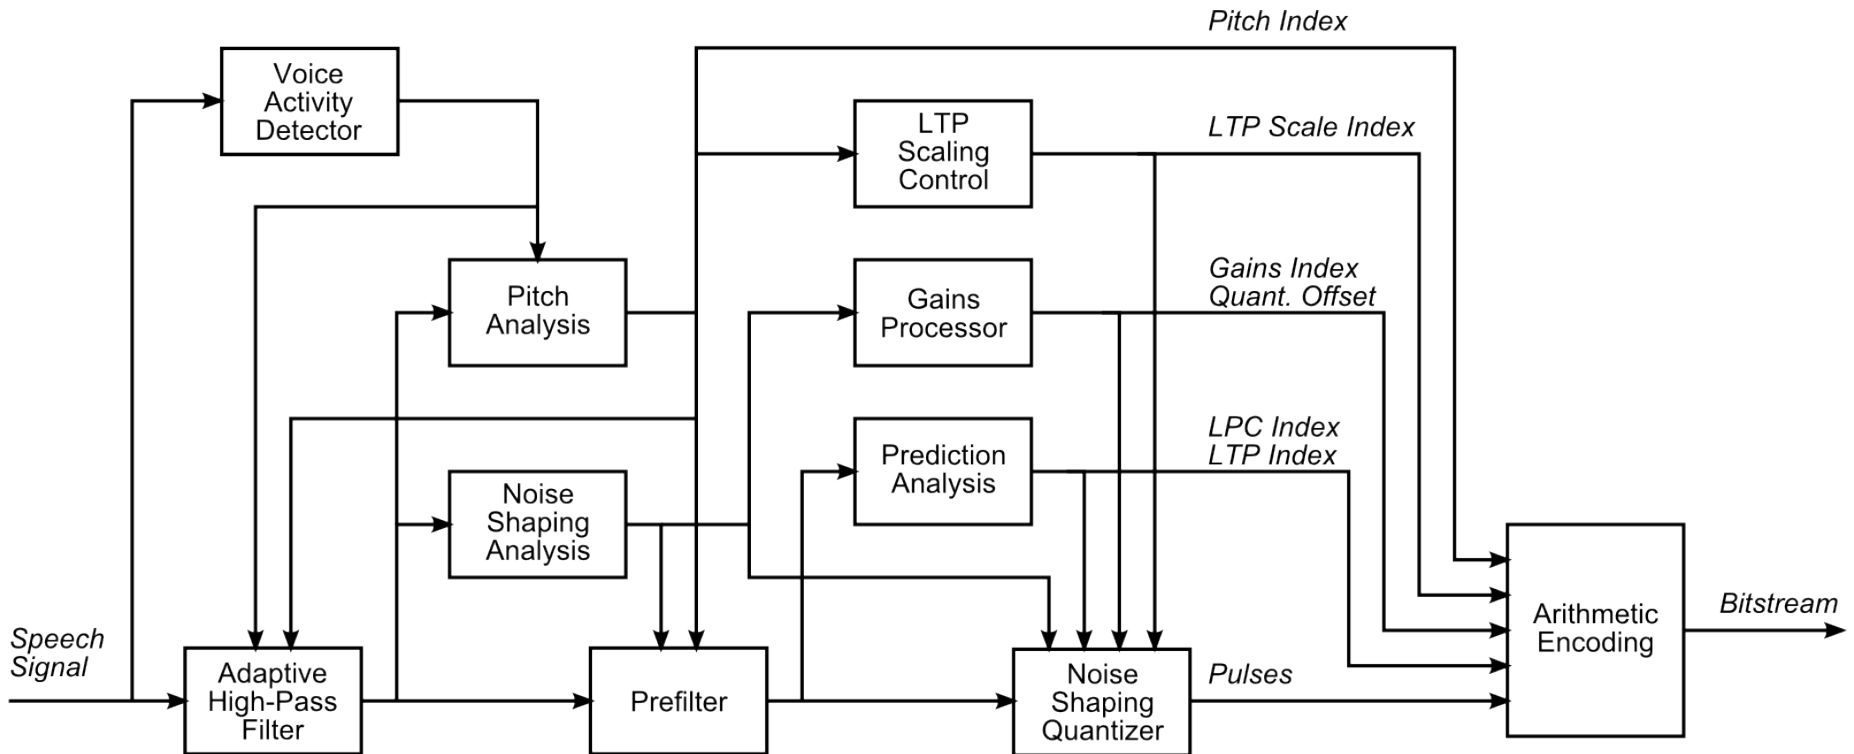 Pitch Index
Voice
Activity
Detector
LTP
Scaling
Control
LTP Scale Index
Pitch
Analysis
Gains
Processor
Gains Index
Quant. Offset
Noise
Shaping
Analysis
Prediction
Analysis
LPC Index
LTP Index
Speech
Signal
Adaptive
High-Pass
Filter
Prefilter
Noise
Shaping
Quantizer
Pulses
Arithmetic
Encoding
Bitstream